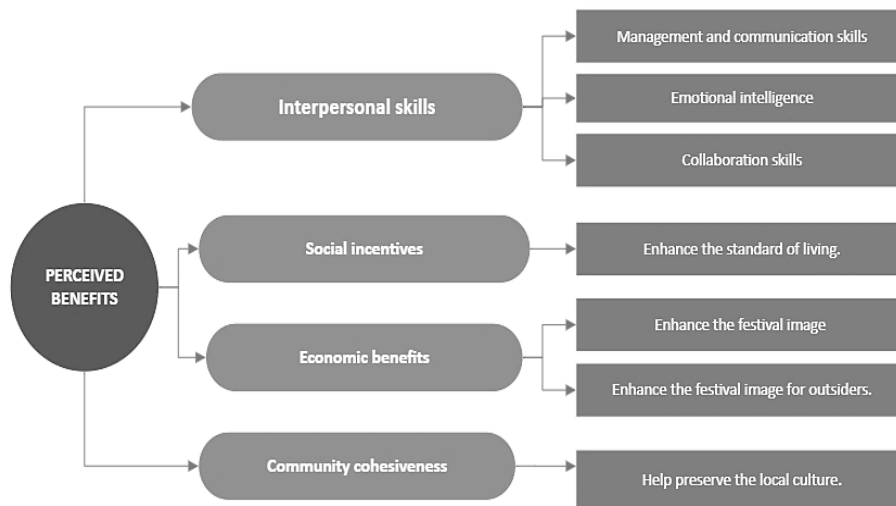 PERCEIVED
BENEFITS
Interpersonal skills
Management and communication skills
Emotional intelligence
Collaboration skills
Social incentives
Enhance the standard of living.
Economic benefits
Enhance the festival image
Enhance the festival image for outsiders.
Community cohesiveness
Help preserve the local culture.